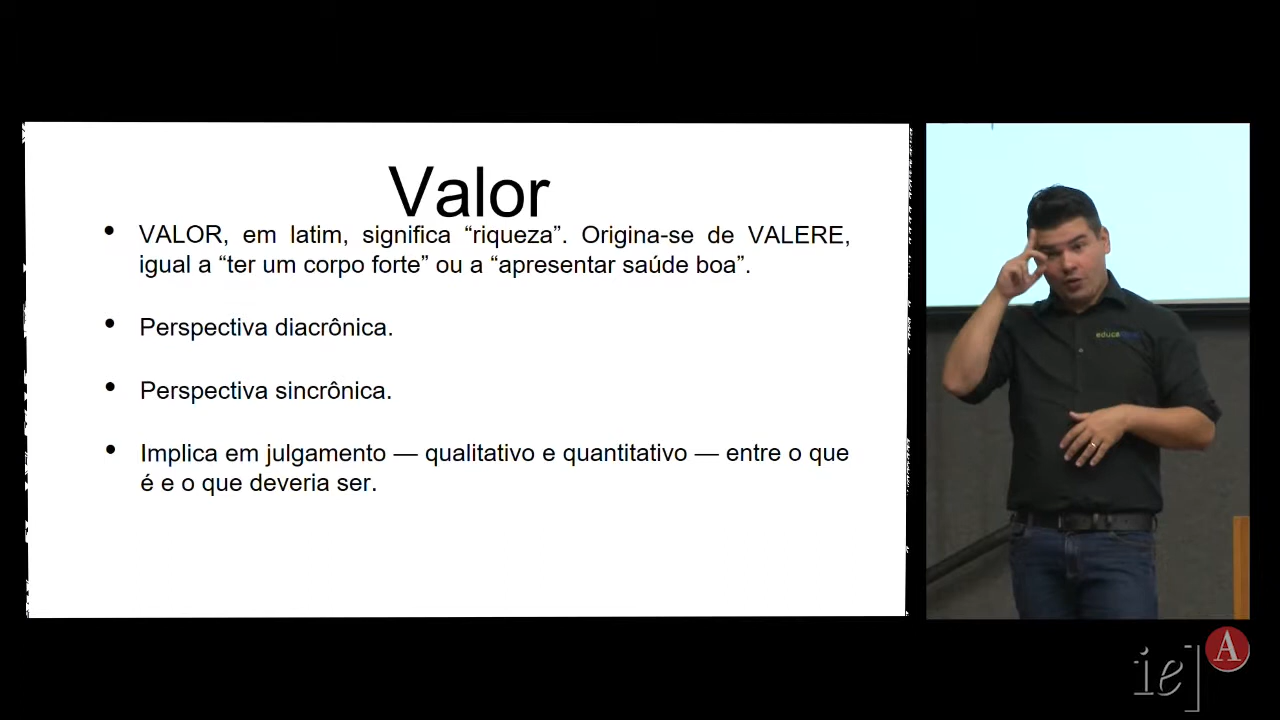 Valor
• VALOR, em latim, significa “riqueza”. Origina-se de VALERE,
igual a “ter um corpo forte” ou a “apresentar saúde boa”.
• Perspectiva diacrônica.
• Perspectiva sincrônica.
• Implica em julgamento — qualitativo e quantitativo — entre o que
é e o que deveria ser.
ie] A